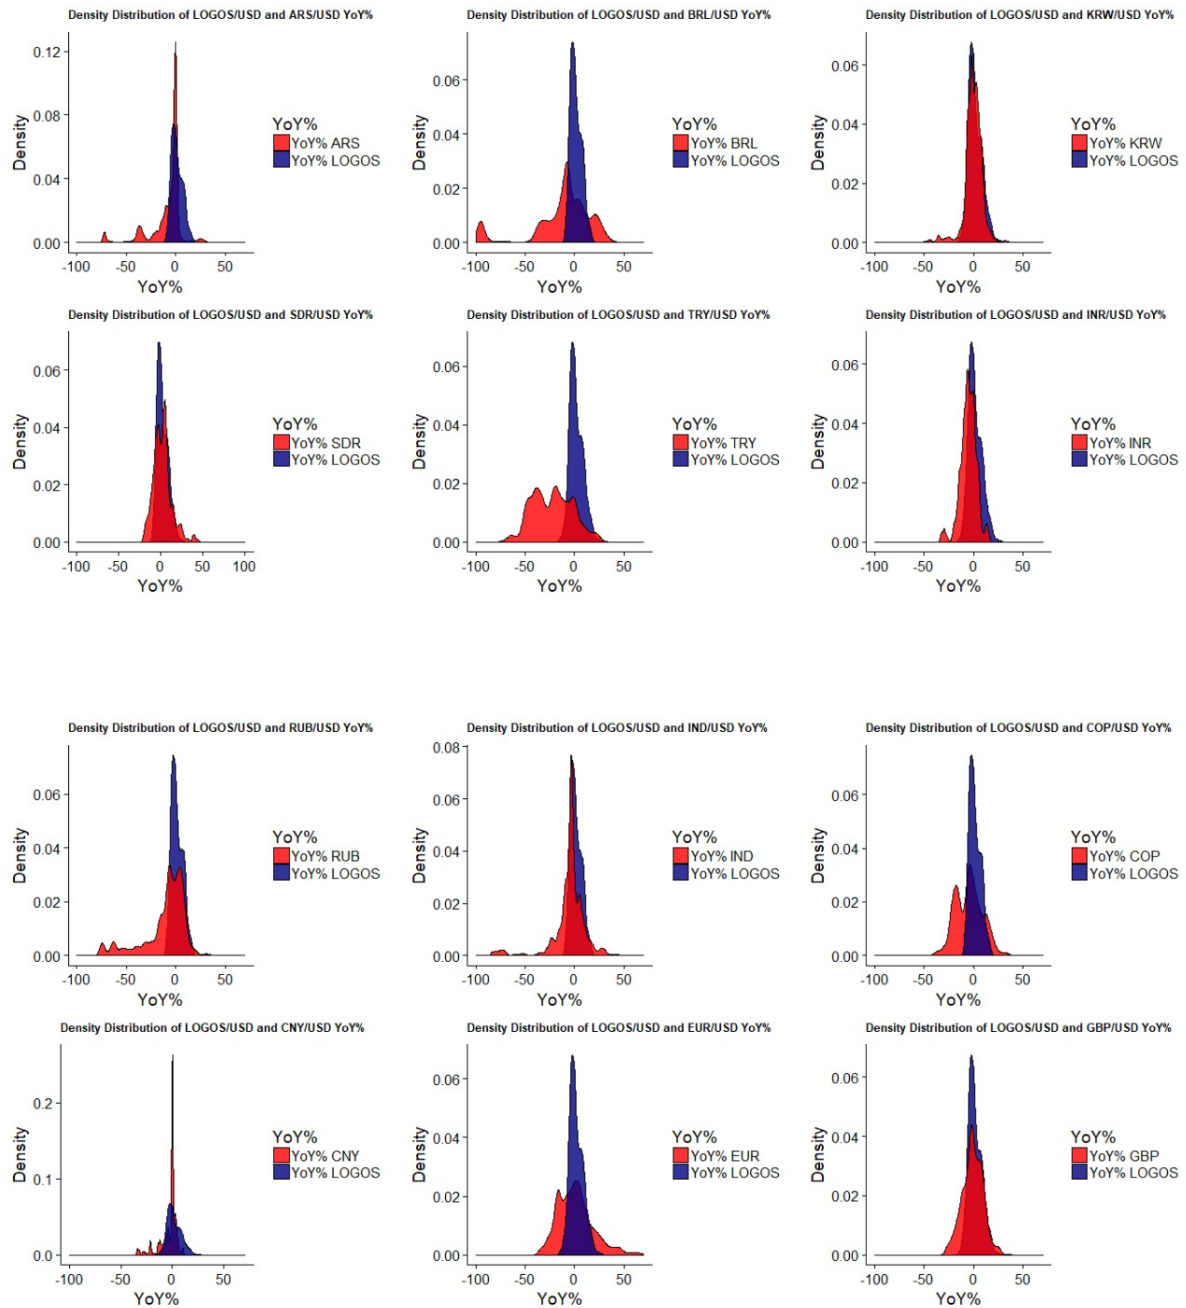 Density Distribution of LOGOS/USD and ARS/USD YoY%
0.12
0.08
0.04
0.00
Density
-100 -50 0 50
YoY%
YoY%
YoY% ARS
YoY% LOGOS
Density Distribution of LOGOS/USD and BRL/USD YoY%
0.06
0.04
0.02
0.00
Density
-100 -50 0 50
YoY%
YoY%
YoY% BRL
YoY% LOGOS
Density Distribution of LOGOS/USD and KRW/USD YoY%
0.06
0.04
0.02
0.00
Density
-100 -50 0 50
YoY%
YoY%
YoY% KRW
YoY% LOGOS
Density Distribution of LOGOS/USD and SDR/USD YoY%
0.06
0.04
0.02
0.00
Density
-100 -50 0 50 100
YoY%
YoY%
YoY% SDR
YoY% LOGOS
Density Distribution of LOGOS/USD and TRY/USD YoY%
0.06
0.04
0.02
0.00
Density
-100 -50 0 50
YoY%
YoY%
YoY% TRY
YoY% LOGOS
Density Distribution of LOGOS/USD and INR/USD YoY%
0.06
0.04
0.02
0.00
Density
-100 -50 0 50
YoY%
YoY%
YoY% INR
YoY% LOGOS
Density Distribution of LOGOS/USD and RUB/USD YoY%
0.06
0.04
0.02
0.00
Density
-100 -50 0 50
YoY%
YoY%
YoY% RUB
YoY% LOGOS
Density Distribution of LOGOS/USD and IND/USD YoY%
0.08
0.06
0.04
0.02
0.00
Density
-100 -50 0 50
YoY%
YoY%
YoY% IND
YoY% LOGOS
Density Distribution of LOGOS/USD and COP/USD YoY%
0.06
0.04
0.02
0.00
Density
-100 -50 0 50
YoY%
YoY%
YoY% COP
YoY% LOGOS
Density Distribution of LOGOS/USD and CNY/USD YoY%
0.2
0.1
0.0
Density
-100 -50 0 50
YoY%
YoY%
YoY% CNY
YoY% LOGOS
Density Distribution of LOGOS/USD and EUR/USD YoY%
0.06
0.04
0.02
0.00
Density
-100 -50 0 50
YoY%
YoY%
YoY% EUR
YoY% LOGOS
Density Distribution of LOGOS/USD and GBP/USD YoY%
0.06
0.04
0.02
0.00
Density
-100 -50 0 50
YoY%
YoY%
YoY% GBP
YoY% LOGOS